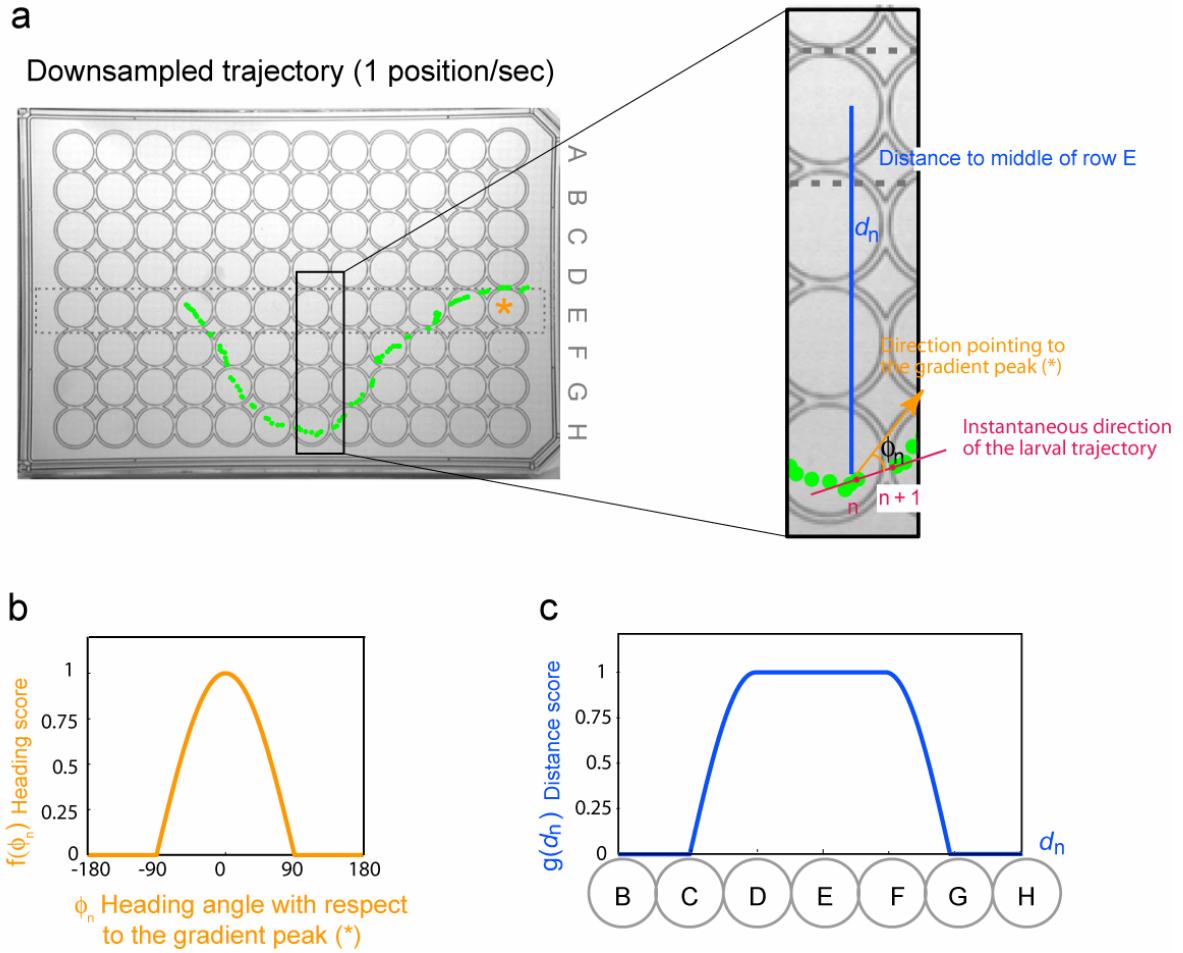 a
Downsampled trajectory (1 position/sec)
A
B
C
D
E
F
G
H
*
Distance to middle of row E
dn
Direction pointing to
the gradient peak (*)
Instantaneous direction
of the larval trajectory
ϕn
n
n + 1
b
f(ϕn) Heading score
1
0.75
0.5
0.25
0
-180 -90 0 90 180
ϕn Heading angle with respect
to the gradient peak (*)
c
g(dn) Distance score
1
0.75
0.5
0.25
0
dn
B C D E F G H